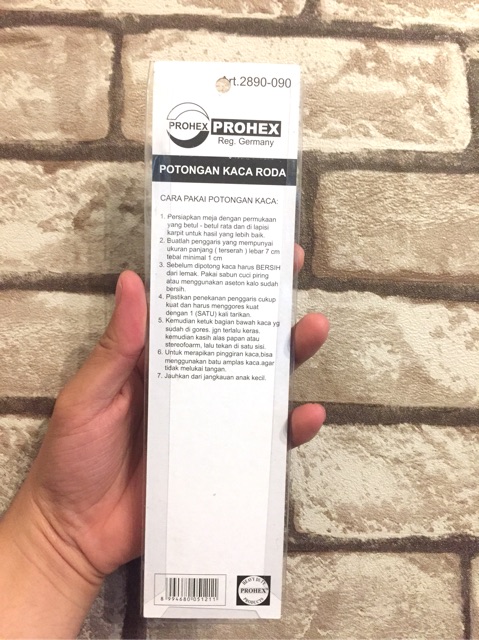 Art.2890-090
PROHEX PROHEX
Reg. Germany
POTONGAN KACA RODA
CARA PAKAI POTONGAN KACA:
1. Persiapkan meja dengan permukaan
yang betul - betul rata dan di lapisi
karpit untuk hasil yang lebih baik.
2. Buatlah penggaris yang mempunyai
ukuran panjang ( terserah ) lebar 7 cm
tebal minimal 1 cm
3. Sebelum dipotong kaca harus BERSIH
dari lemak. Pakai sabun cuci piring
atau menggunakan aseton kalo sudah
bersih.
4. Pastikan penekanan penggaris cukup
kuat dan harus menggores kuat
dengan 1 (SATU) kali tarikan.
5. Kemudian ketuk bagian bawah kaca yg
sudah di gores. jgn terlalu keras.
kemudian kasih alas papan atau
stereofoarm, lalu tekan di satu sisi.
6. Untuk merapikan pinggiran kaca,bisa
menggunakan batu amplas kaca.agar
tidak melukai tangan.
7. Jauhkan dari jangkauan anak kecil.
8 994680 051211
PROHEX